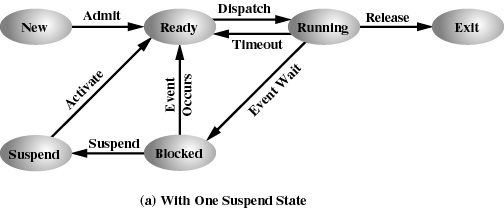 New
Admit
Ready
Dispatch
Timeout
Running
Release
Exit
Activate
Event
Occurs
Event Wait
Suspend
Suspend
Blocked
(a) With One Suspend State